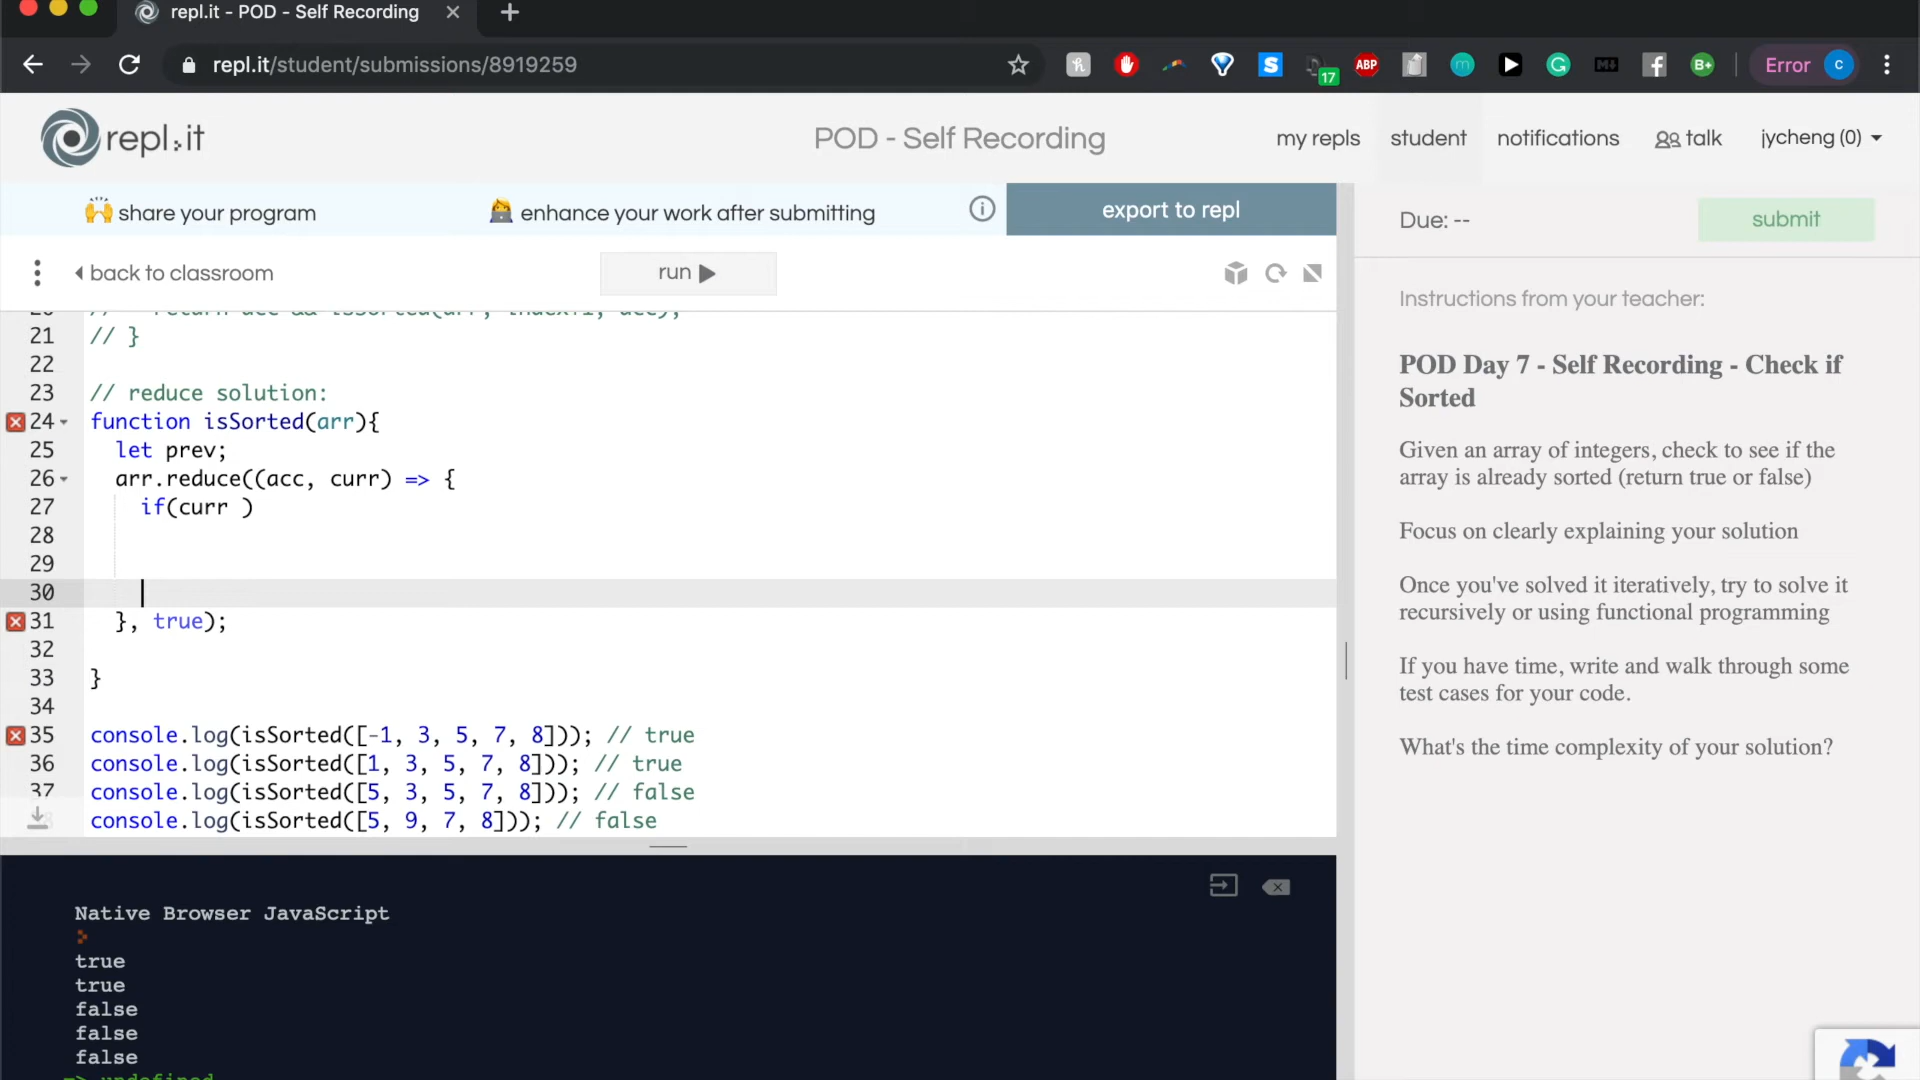 repl.it - POD - Self Recording
repl.it/student/submissions/8919259
17
ABP
Error
C
repl.it
POD - Self Recording
my repls
student
notifications
talk
jycheng (0)
share your program
enhance your work after submitting
export to repl
Due: --
submit
back to classroom
run
21 // }
22
23 // reduce solution:
24 function isSorted(arr){
25 let prev;
26 arr.reduce((acc, curr) => {
27 if(curr )
28
29
30
31 }, true);
32
33 }
34
35 console.log(isSorted([-1, 3, 5, 7, 8])); // true
36 console.log(isSorted([1, 3, 5, 7, 8])); // true
37 console.log(isSorted([5, 3, 5, 7, 8])); // false
console.log(isSorted([5, 9, 7, 8])); // false
Instructions from your teacher:
POD Day 7 - Self Recording - Check if
Sorted
Given an array of integers, check to see if the
array is already sorted (return true or false)
Focus on clearly explaining your solution
Once you've solved it iteratively, try to solve it
recursively or using functional programming
If you have time, write and walk through some
test cases for your code.
What's the time complexity of your solution?
Native Browser JavaScript
>
true
true
false
false
false
=> undefined